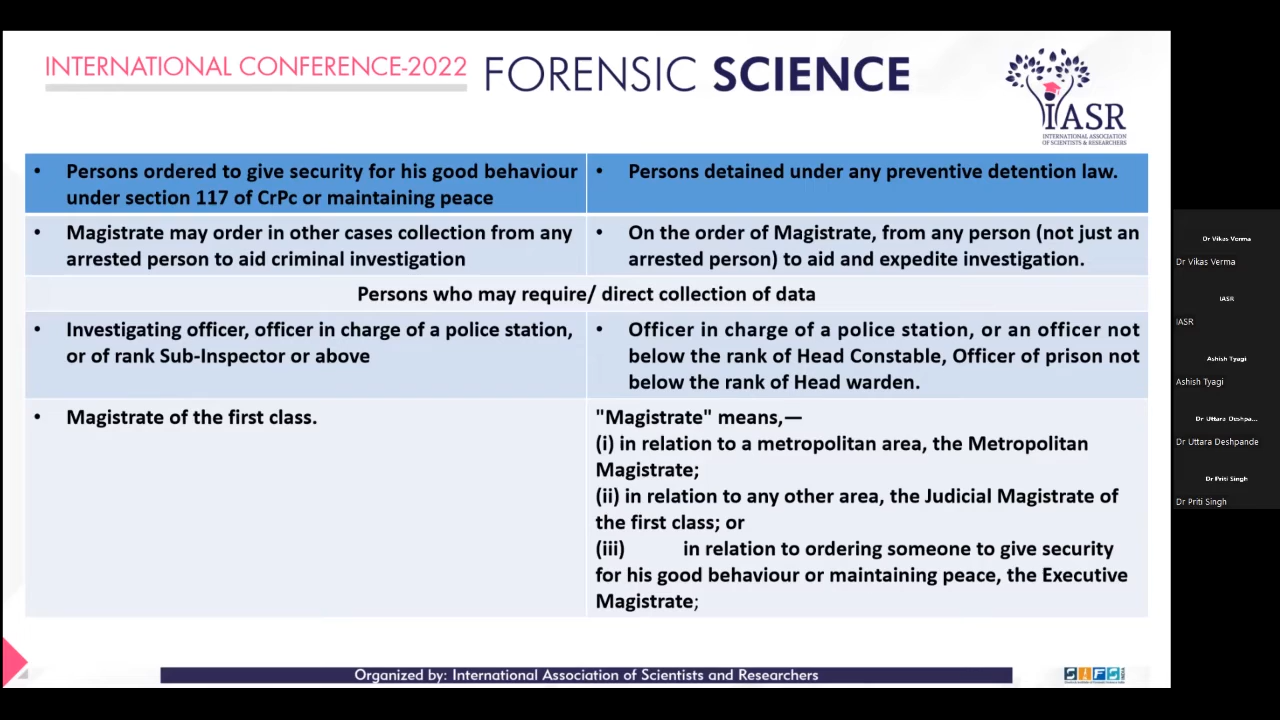 INTERNATIONAL CONFERENCE-2022 FORENSIC SCIENCE
IASR
INTERNATIONAL ASSOCIATION
OF SCIENTISTS & RESEARCHERS
• Persons ordered to give security for his good behaviour
under section 117 of CrPc or maintaining peace
• Persons detained under any preventive detention law.
• Magistrate may order in other cases collection from any
arrested person to aid criminal investigation
• On the order of Magistrate, from any person (not just an
arrested person) to aid and expedite investigation.
Persons who may require/ direct collection of data
• Investigating officer, officer in charge of a police station,
or of rank Sub-Inspector or above
• Officer in charge of a police station, or an officer not
below the rank of Head Constable, Officer of prison not
below the rank of Head warden.
• Magistrate of the first class.
"Magistrate" means,—
(i) in relation to a metropolitan area, the Metropolitan
Magistrate;
(ii) in relation to any other area, the Judicial Magistrate of
the first class; or
(iii) in relation to ordering someone to give security
for his good behaviour or maintaining peace, the Executive
Magistrate;
Organized by: International Association of Scientists and Researchers
SIFS
Dr Vikas Verma
Dr Vikas Verma
IASR
IASR
Ashish Tyagi
Ashish Tyagi
Dr Uttara Deshpa...
Dr Uttara Deshpande
Dr Priti Singh
Dr Priti Singh